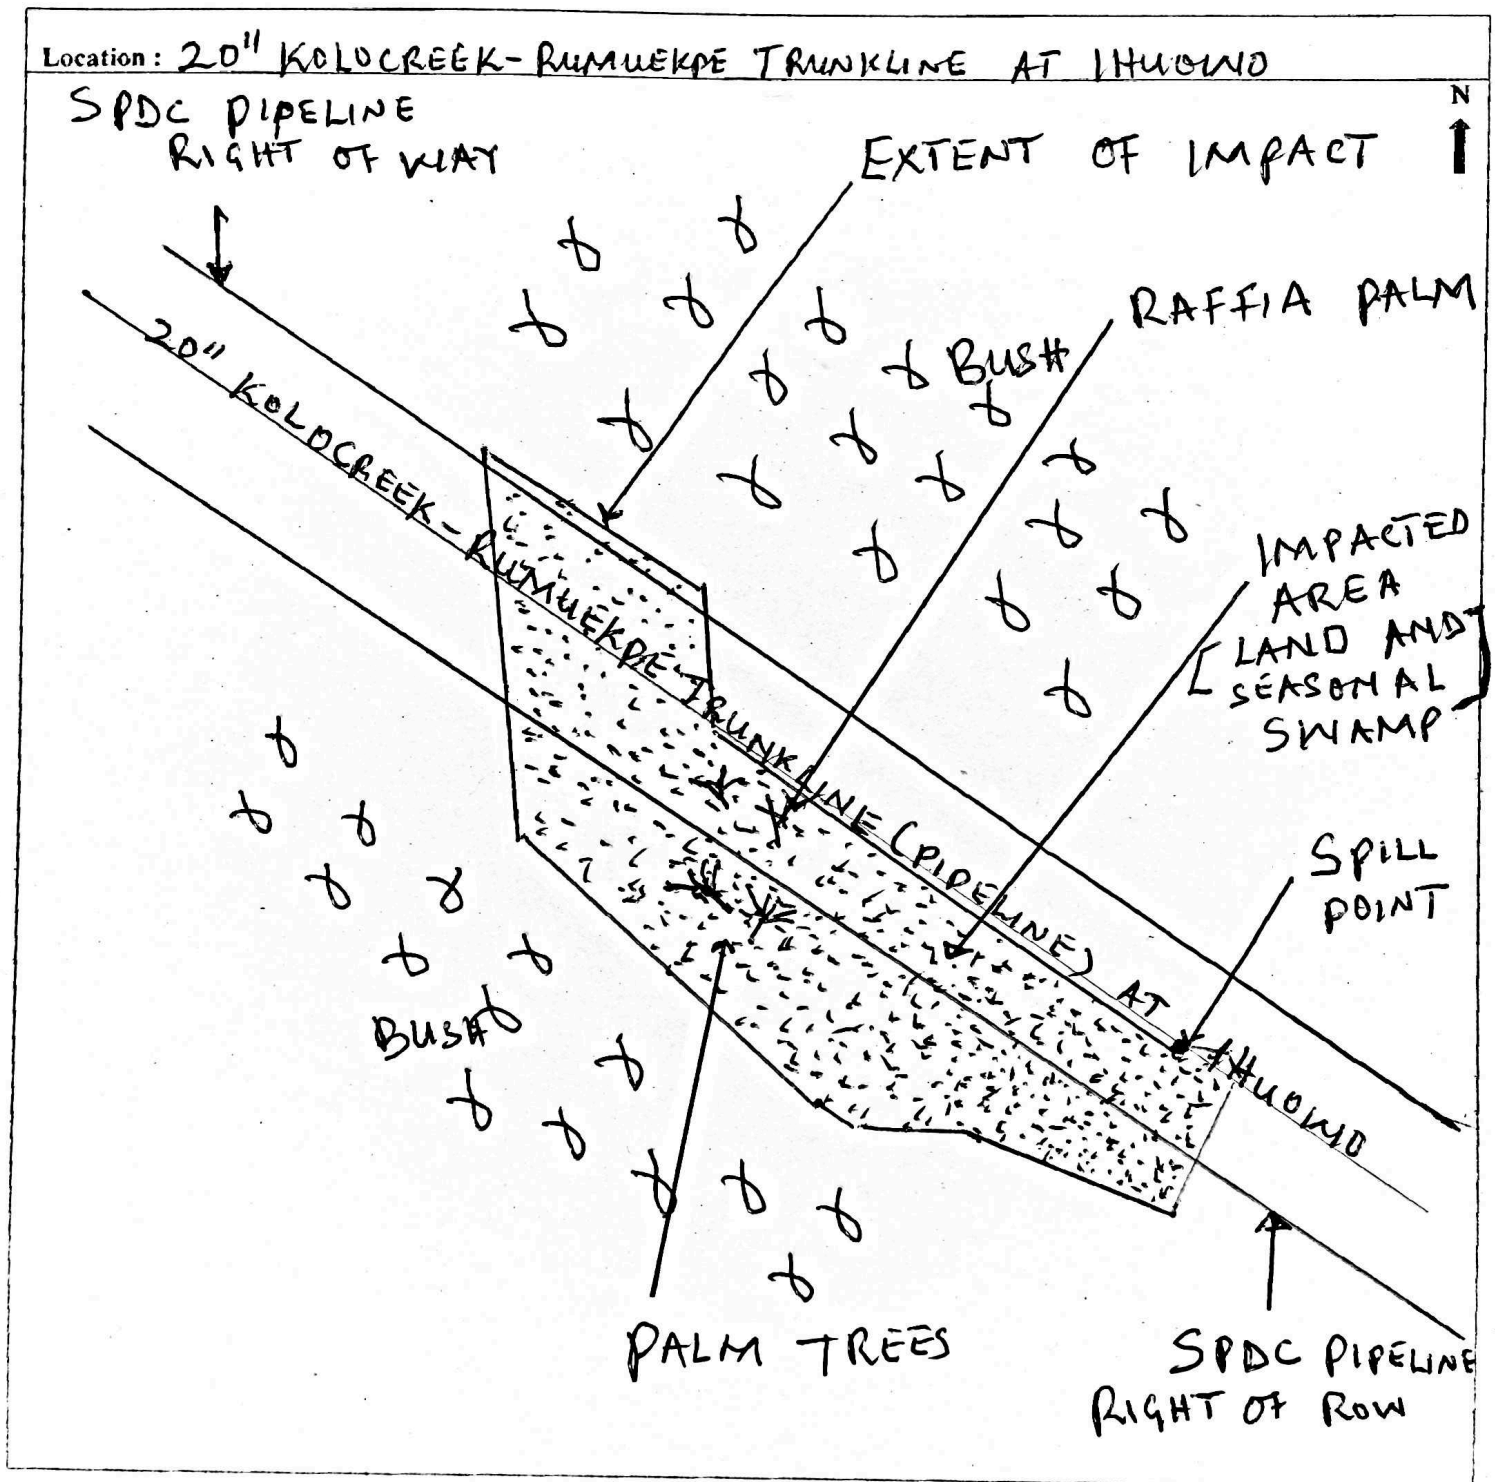 Location : 20" KOLOCREEK-RUMUEKPE TRUNKLINE AT IHUOWO
N
SPDC PIPELINE
RIGHT OF WAY
EXTENT OF IMPACT
RAFFIA PALM
BUSH
20" KOLOCREEK-RUMUEKPE-TRUNKLINE (PIPELINE) AT IHUOWO
IMPACTED
AREA
[LAND AND
SEASONAL]
SWAMP
SPILL
POINT
BUSH
PALM TREES
SPDC PIPELINE
RIGHT OF ROW